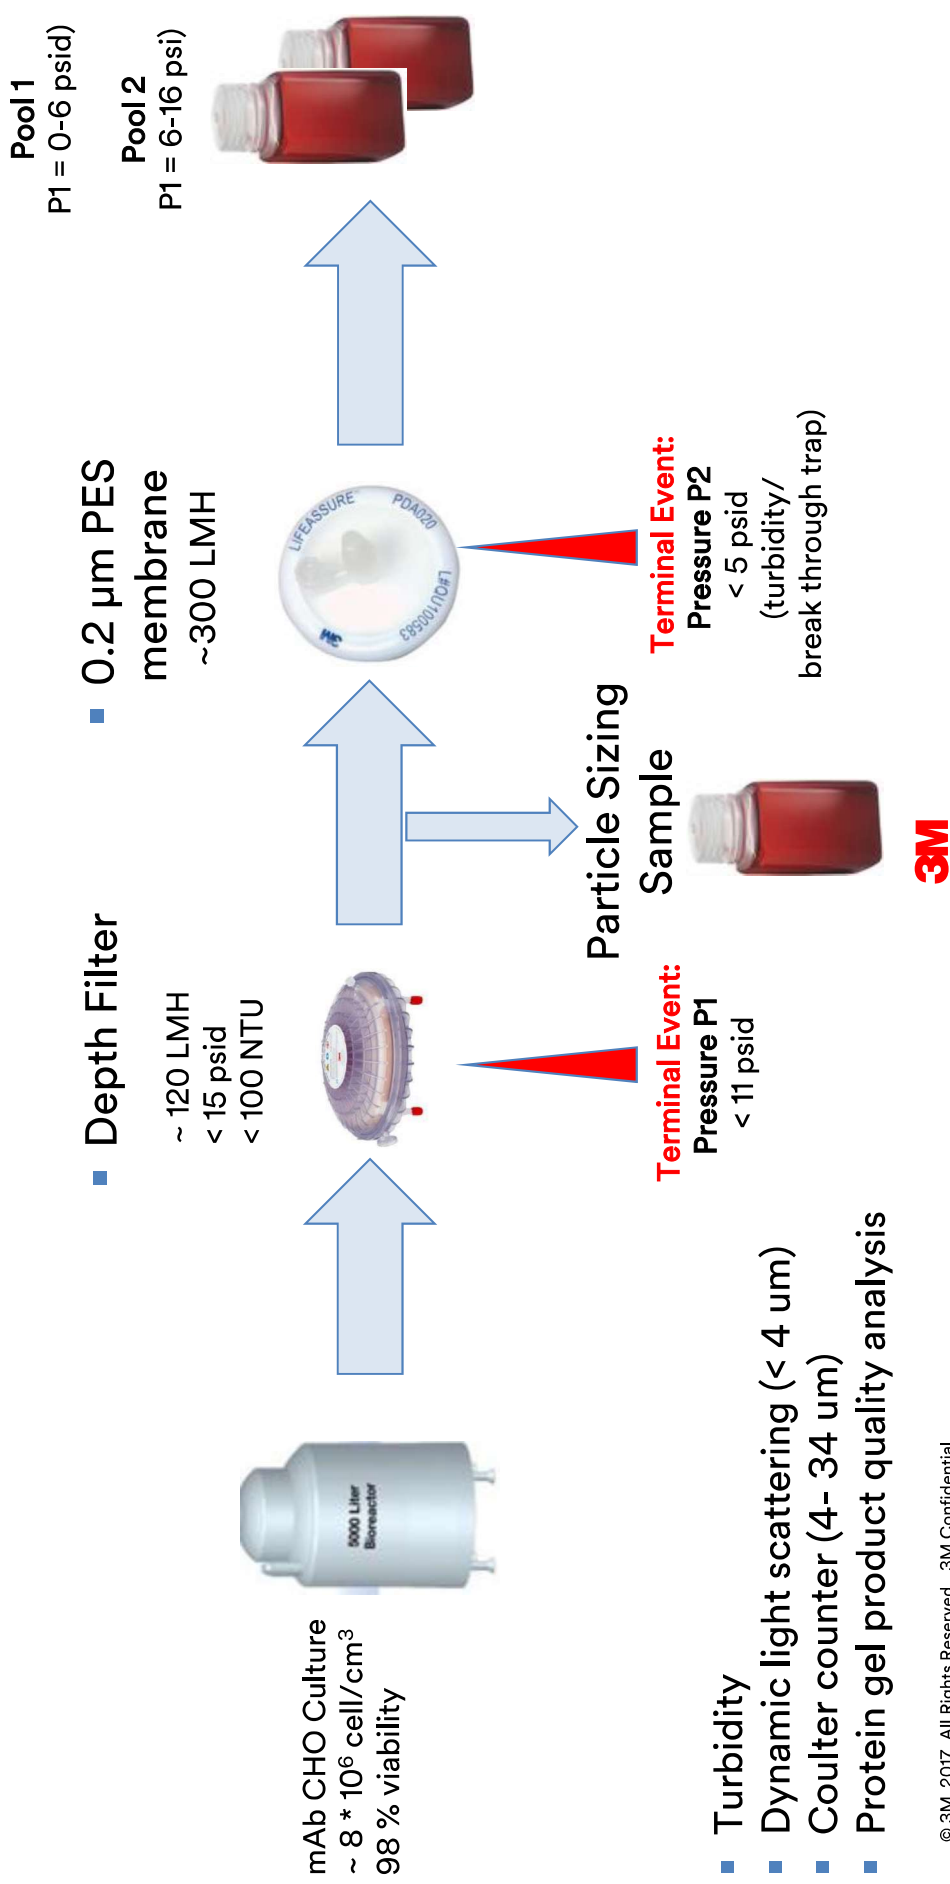 mAb CHO Culture
~ 8 * 10⁶ cell/cm³
98 % viability
5000 Liter
Bioreactor
▪ Depth Filter
~ 120 LMH
< 15 psid
< 100 NTU
Terminal Event:
Pressure P1
< 11 psid
Particle Sizing
Sample
▪ 0.2 µm PES
membrane
~300 LMH
LIFEASSURE
PDA020
L#QU100583
3M
Terminal Event:
Pressure P2
< 5 psid
(turbidity/
break through trap)
Pool 1
P1 = 0-6 psid)
Pool 2
P1 = 6-16 psi)
▪ Turbidity
▪ Dynamic light scattering (< 4 um)
▪ Coulter counter (4- 34 um)
▪ Protein gel product quality analysis
© 3M 2017. All Rights Reserved. 3M Confidential
3M